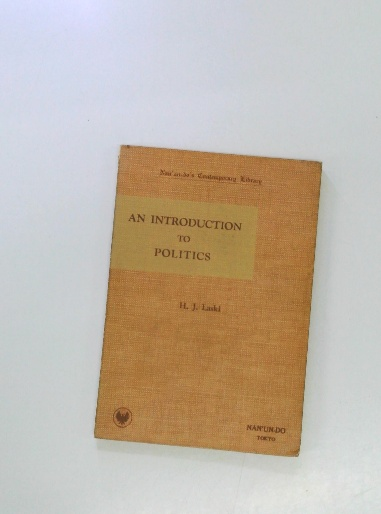 Nan'un-do's Contemporary Library
AN INTRODUCTION
TO
POLITICS
H. J. Laski
NAN'UN-DO
TOKYO